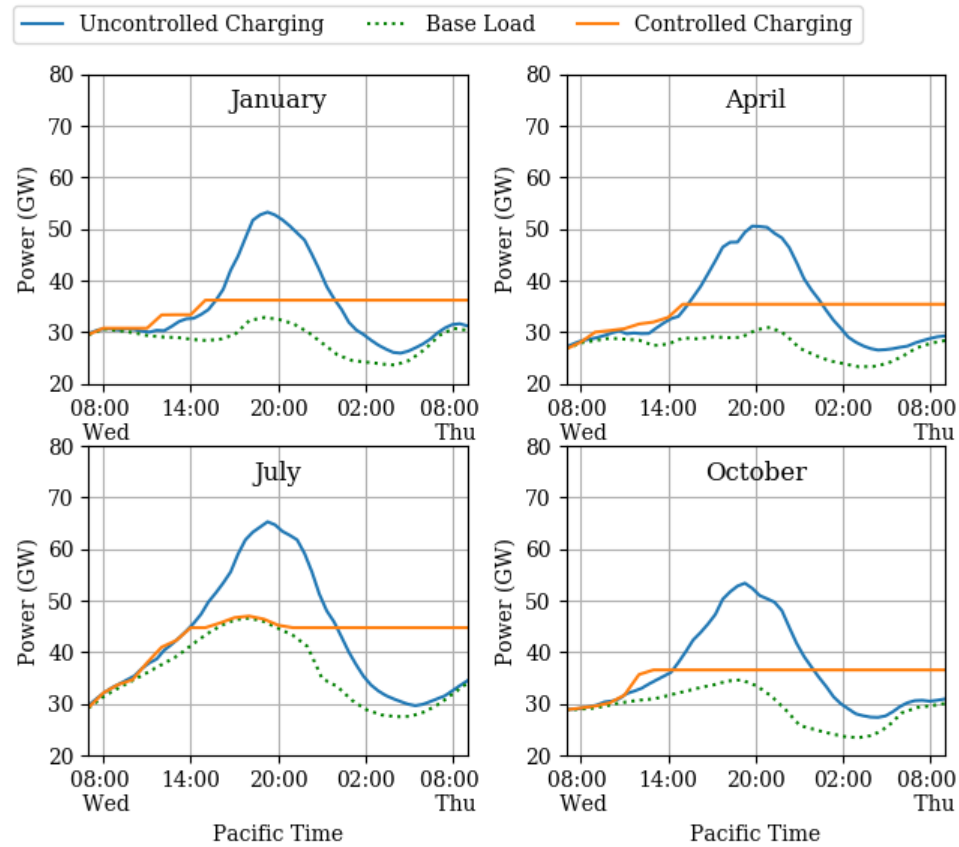 Uncontrolled Charging Base Load Controlled Charging
January
Power (GW)
80
70
60
50
40
30
20
08:00 14:00 20:00 02:00 08:00
Wed Thu
April
Power (GW)
80
70
60
50
40
30
20
08:00 14:00 20:00 02:00 08:00
Wed Thu
July
Power (GW)
80
70
60
50
40
30
20
08:00 14:00 20:00 02:00 08:00
Wed Thu
Pacific Time
October
Power (GW)
80
70
60
50
40
30
20
08:00 14:00 20:00 02:00 08:00
Wed Thu
Pacific Time